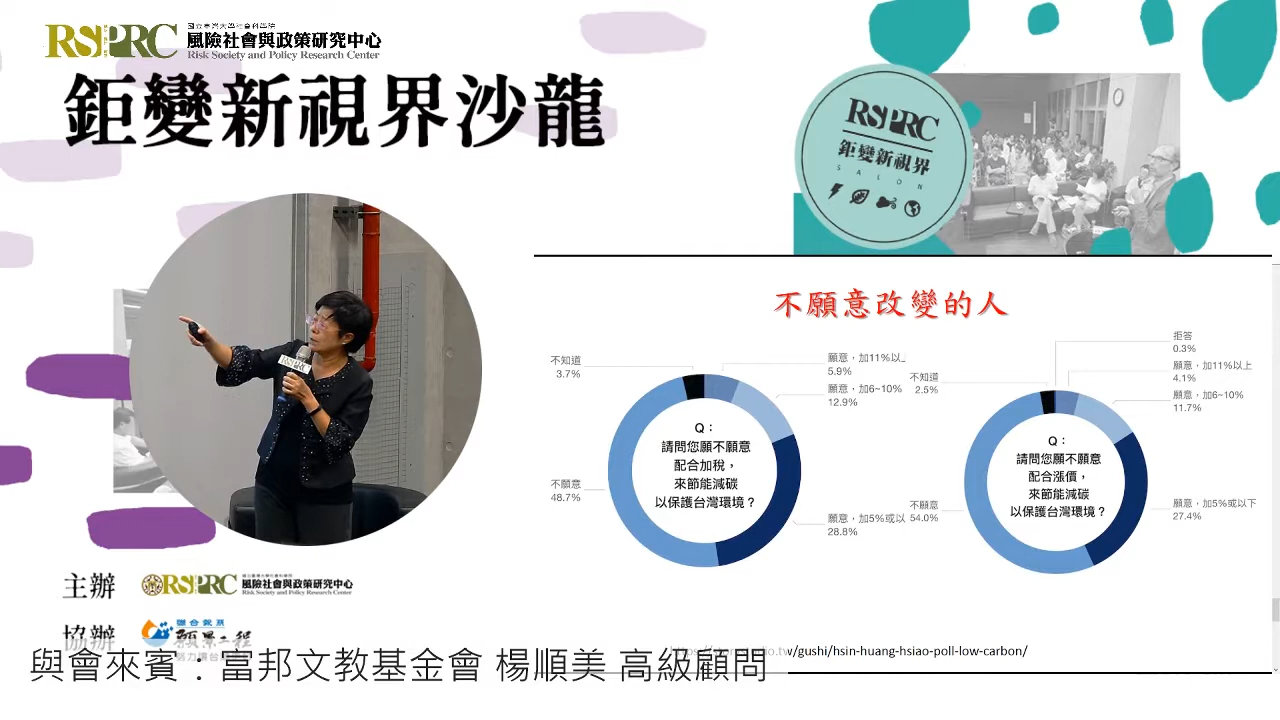 RSPRC
國立臺灣大學社會科學院
風險社會與政策研究中心
Risk Society and Policy Research Center
鉅變新視界沙龍
RSPRC
鉅變新視界
SALON
RSPRC
不願意改變的人
不知道
3.7%
願意，加11%以...
5.9%
願意，加6~10%
12.9%
Q：
請問您願不願意
配合加稅，
來節能減碳
以保護台灣環境？
不願意
48.7%
願意，加5%或以
28.8%
拒答
0.3%
不知道
2.5%
願意，加11%以上
4.1%
願意，加6~10%
11.7%
Q：
請問您願不願意
配合漲價，
來節能減碳
以保護台灣環境？
不願意
54.0%
願意，加5%或以下
27.4%
w/gushi/hsin-huang-hsiao-poll-low-carbon/
主辦
RSPRC
風險社會與政策研究中心
Risk Society and Policy Research Center
協辦
聯合報系
願景工程
與會來賓：富邦文教基金會 楊順美 高級顧問